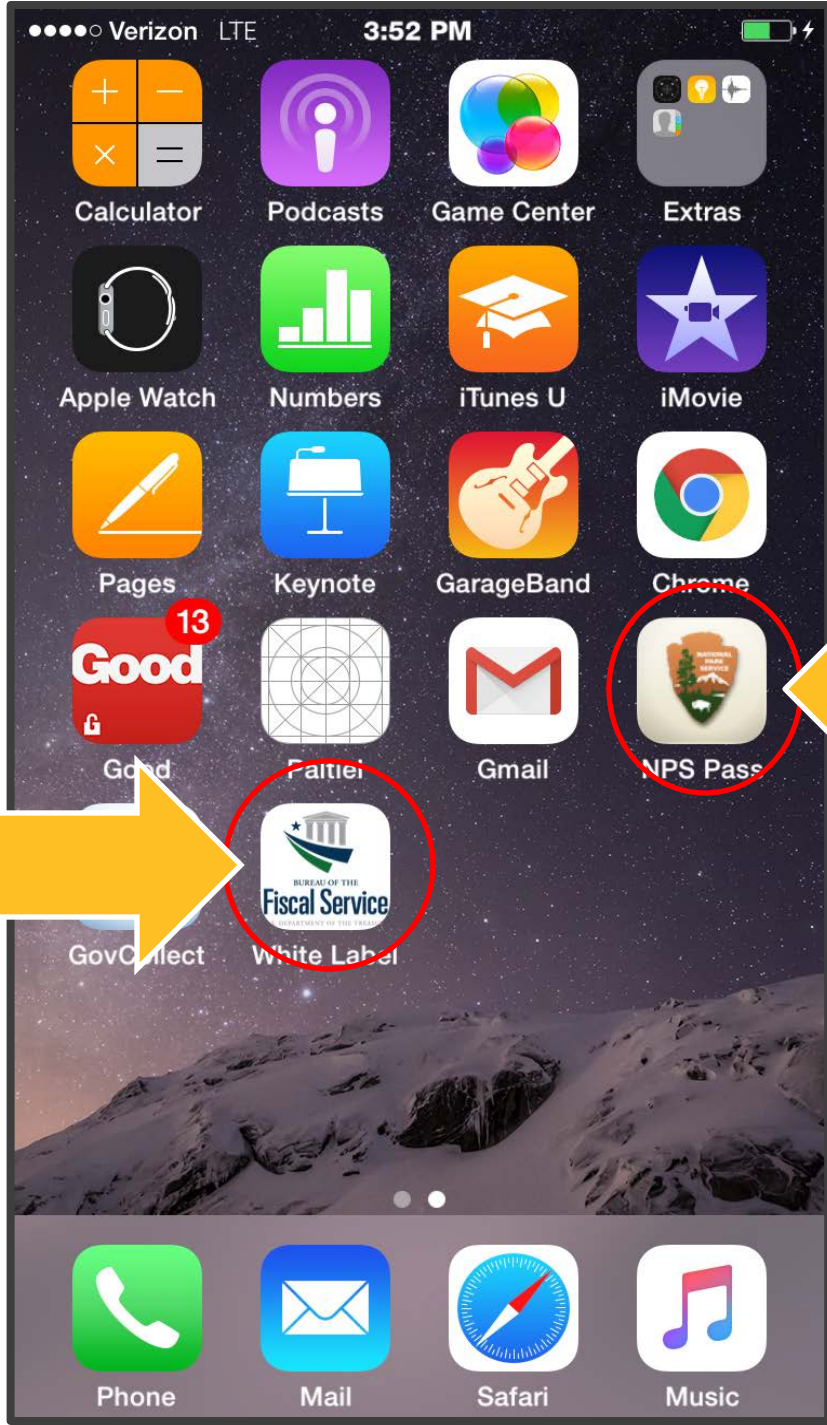 Verizon LTE 3:52 PM
Calculator Podcasts Game Center Extras
Apple Watch Numbers iTunes U iMovie
Pages Keynote GarageBand Chrome
13
Good
NATIONAL
PARK
SERVICE
Good Paltiel Gmail NPS Pass
BUREAU OF THE
Fiscal Service
DEPARTMENT OF THE TREASURY
GovCollect White Label
Phone Mail Safari Music